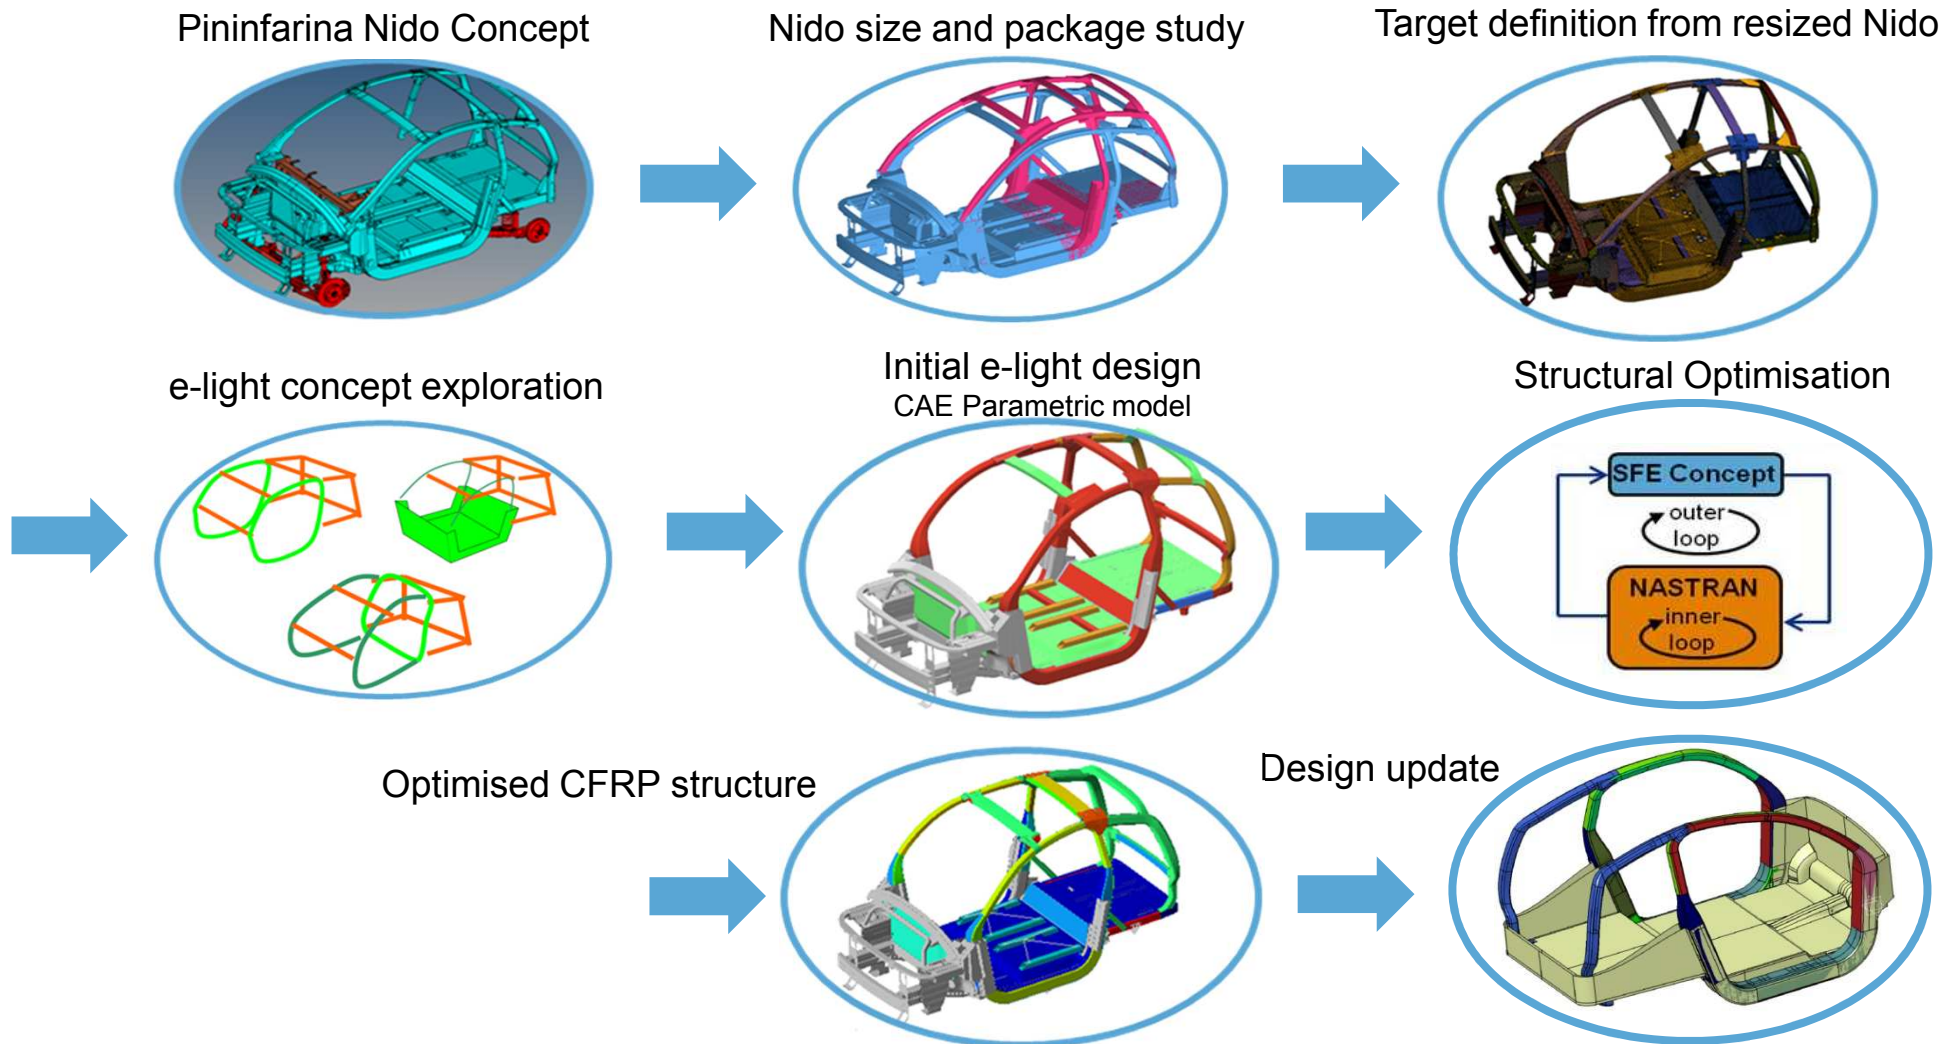 Pininfarina Nido Concept
Nido size and package study
Target definition from resized Nido
e-light concept exploration
Initial e-light design
CAE Parametric model
Structural Optimisation
SFE Concept
outer
loop
NASTRAN
inner
loop
Optimised CFRP structure
Design update